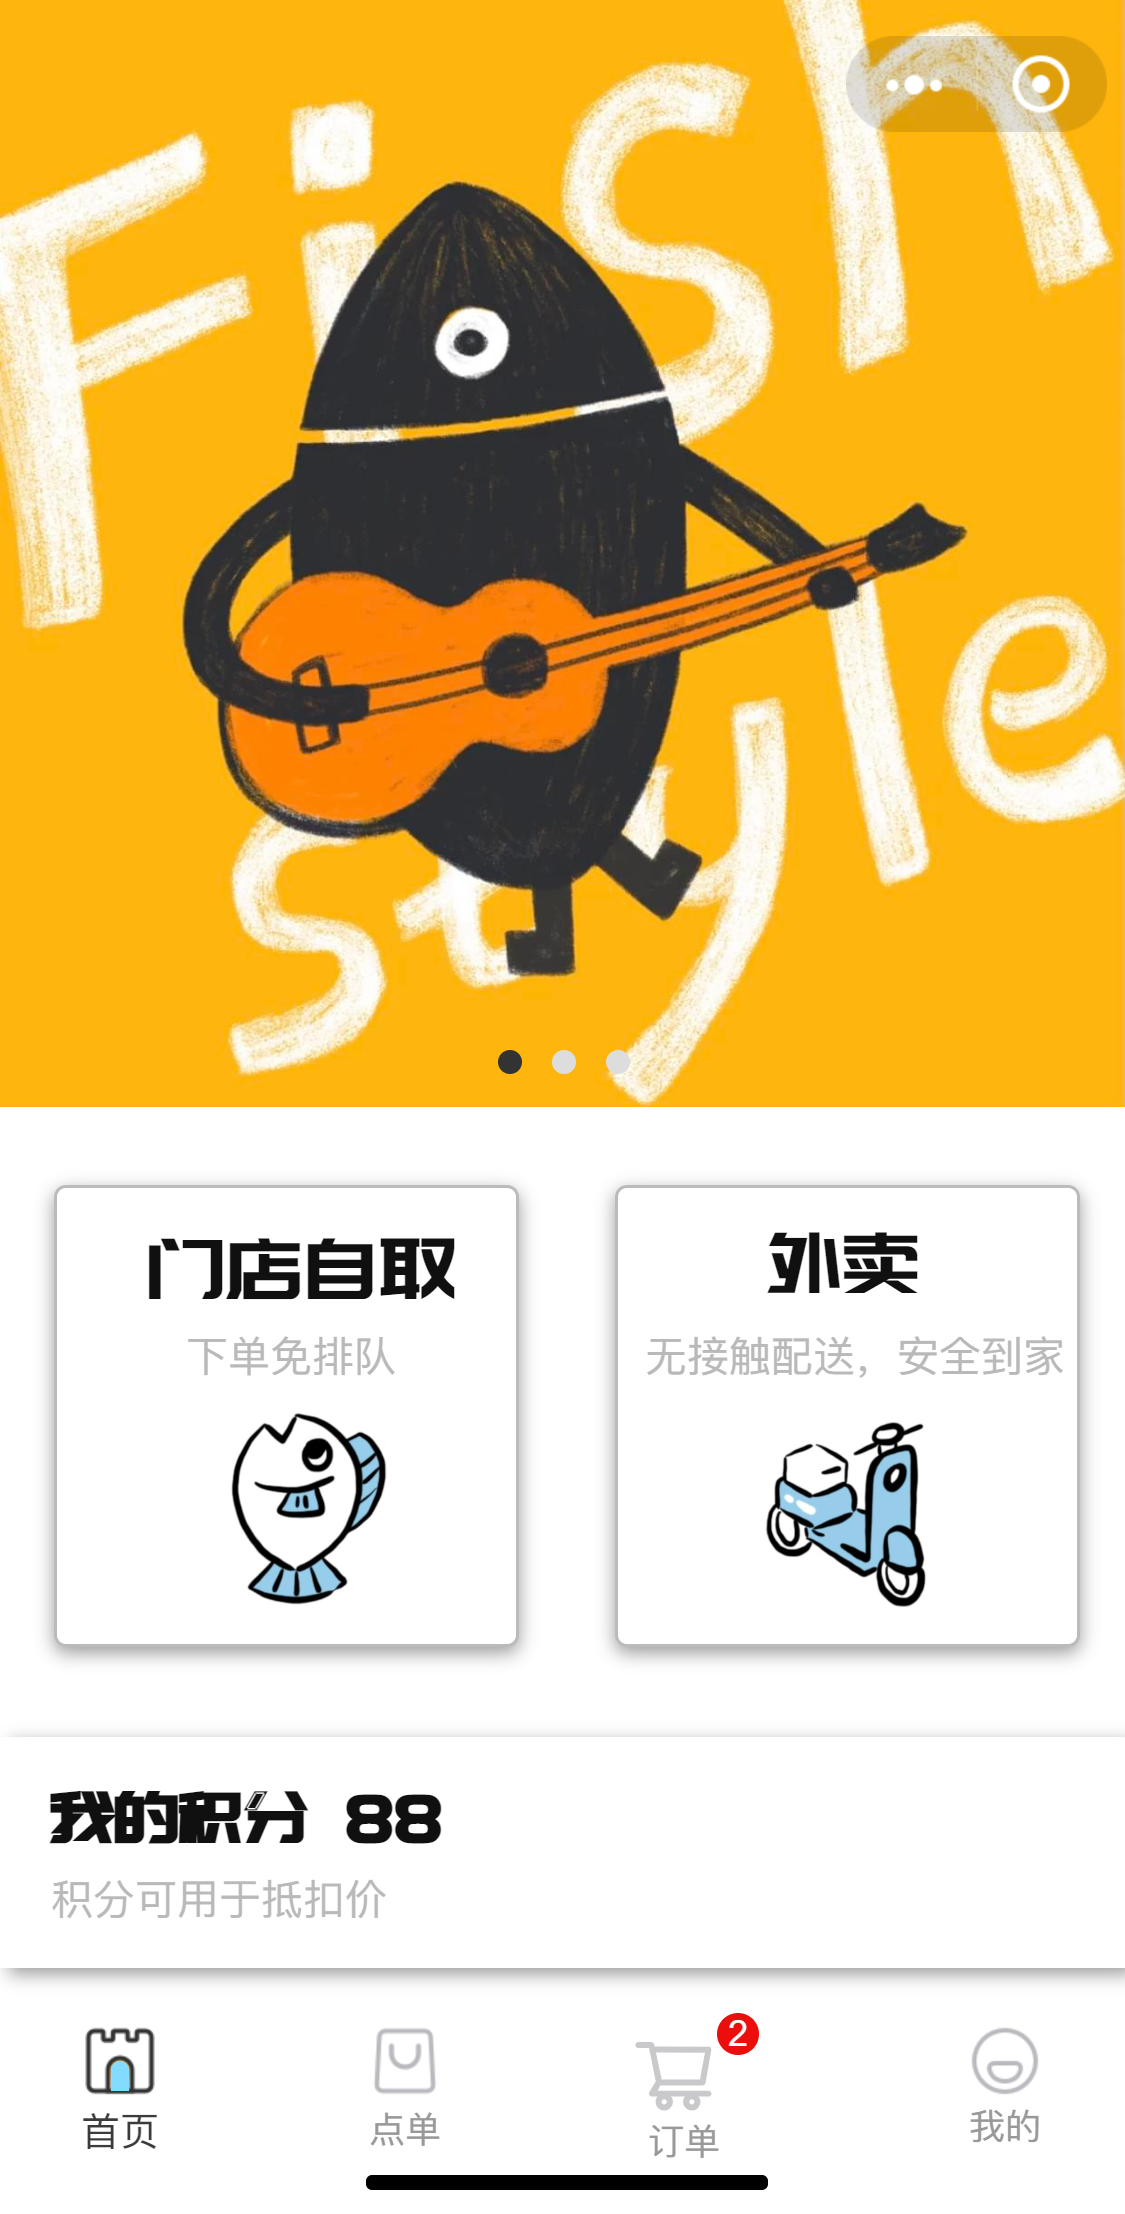 Fish
style
门店自取
下单免排队
外卖
无接触配送，安全到家
我的积分 88
积分可用于抵扣价
2
首页
点单
订单
我的